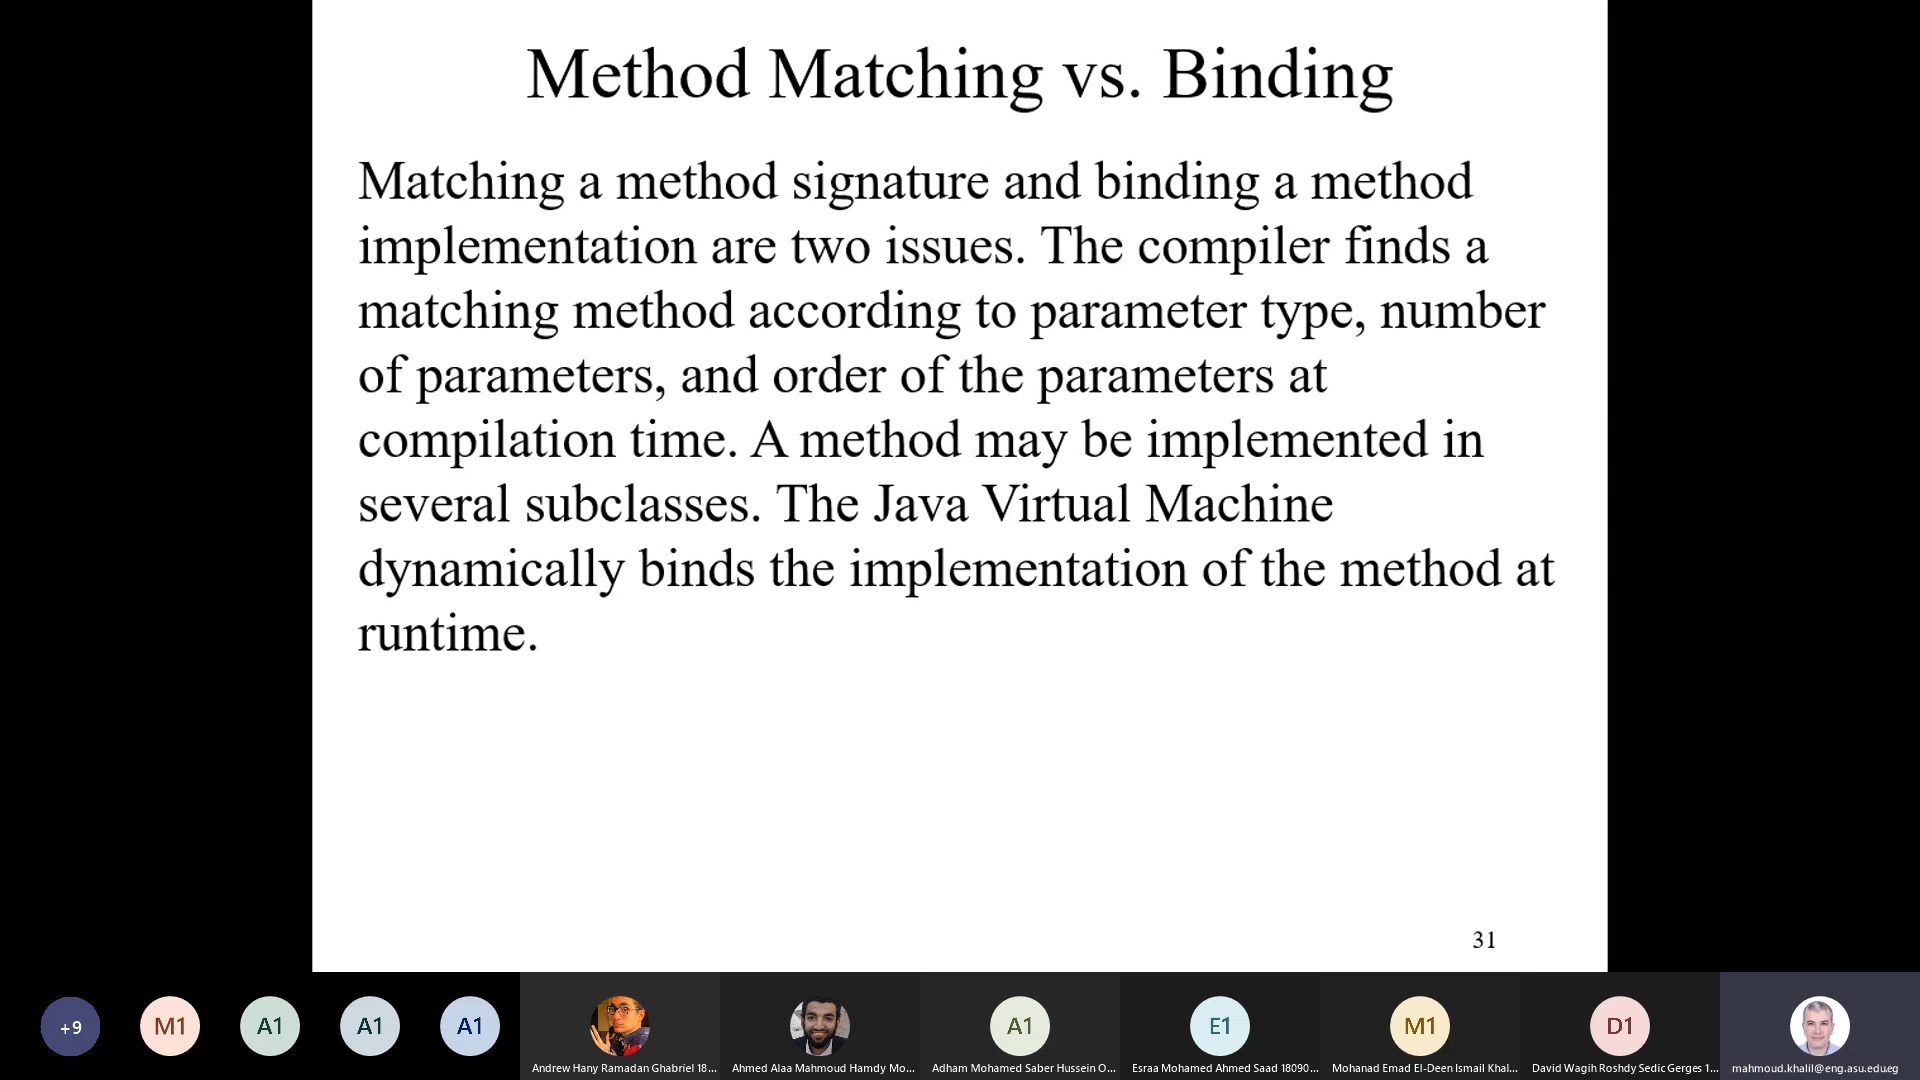 Method Matching vs. Binding
Matching a method signature and binding a method
implementation are two issues. The compiler finds a
matching method according to parameter type, number
of parameters, and order of the parameters at
compilation time. A method may be implemented in
several subclasses. The Java Virtual Machine
dynamically binds the implementation of the method at
runtime.
31
+9
M1
A1
A1
A1
A1
E1
M1
D1
Andrew Hany Ramadan Ghabriel 18...
Ahmed Alaa Mahmoud Hamdy Mo...
Adham Mohamed Saber Hussein O...
Esraa Mohamed Ahmed Saad 18090...
Mohanad Emad El-Deen Ismail Khal...
David Wagih Roshdy Sedic Gerges 1...
mahmoud.khalil@eng.asu.edu.eg